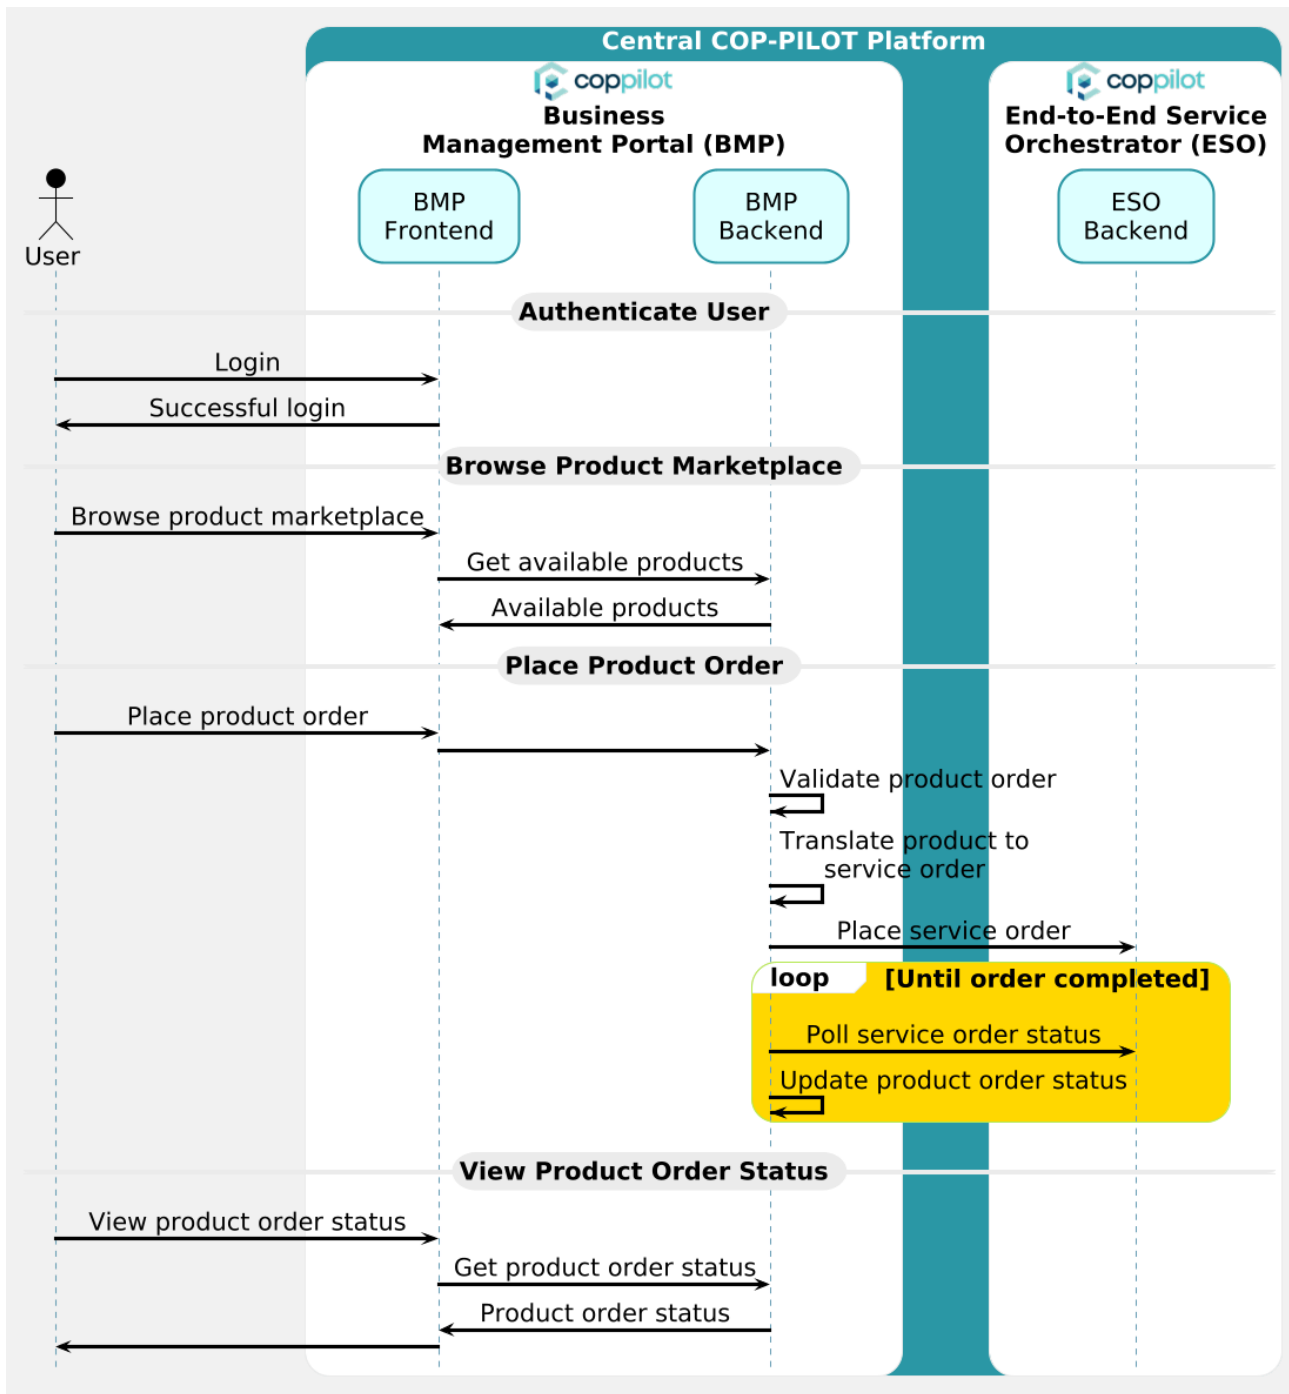 Central COP-PILOT Platform
coppilot
coppilot
Business
Management Portal (BMP)
End-to-End Service
Orchestrator (ESO)
User
BMP
Frontend
BMP
Backend
ESO
Backend
Authenticate User
Login
Successful login
Browse Product Marketplace
Browse product marketplace
Get available products
Available products
Place Product Order
Place product order
Validate product order
Translate product to
service order
Place service order
loop
[Until order completed]
Poll service order status
Update product order status
View Product Order Status
View product order status
Get product order status
Product order status